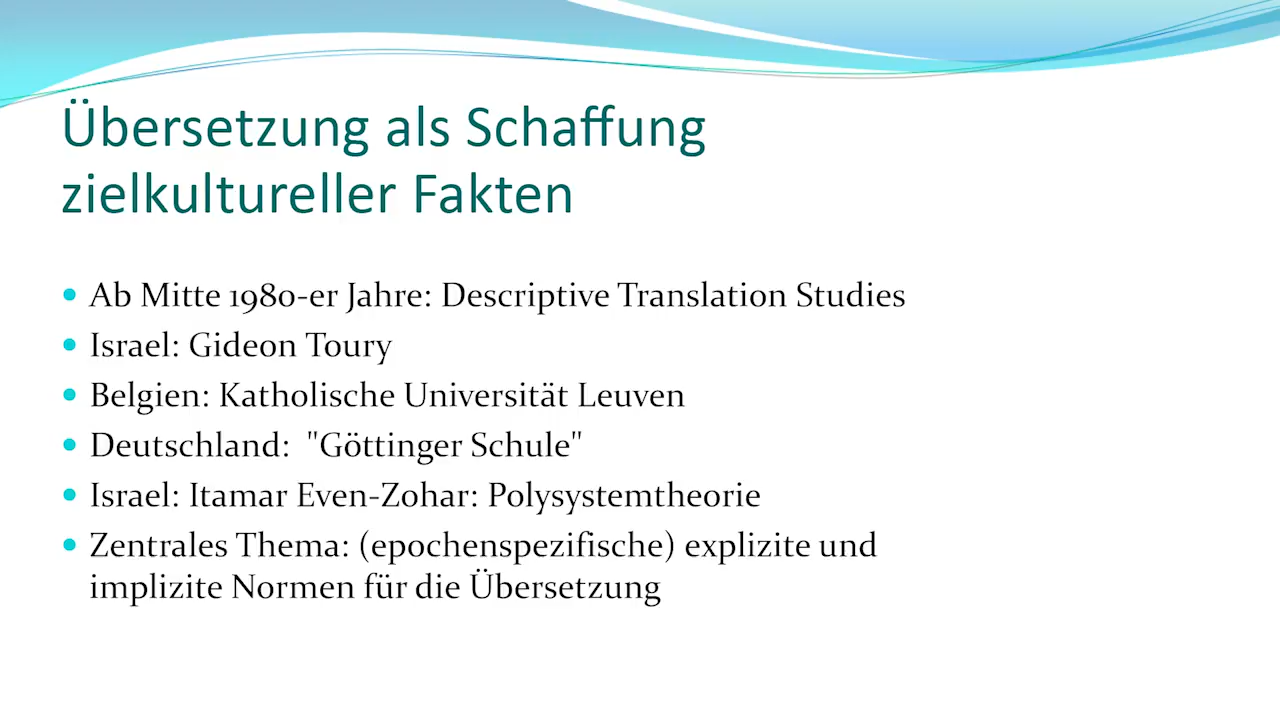 Übersetzung als Schaffung
zielkultureller Fakten
• Ab Mitte 1980-er Jahre: Descriptive Translation Studies
• Israel: Gideon Toury
• Belgien: Katholische Universität Leuven
• Deutschland:  "Göttinger Schule"
• Israel: Itamar Even-Zohar: Polysystemtheorie
• Zentrales Thema: (epochenspezifische) explizite und
implizite Normen für die Übersetzung